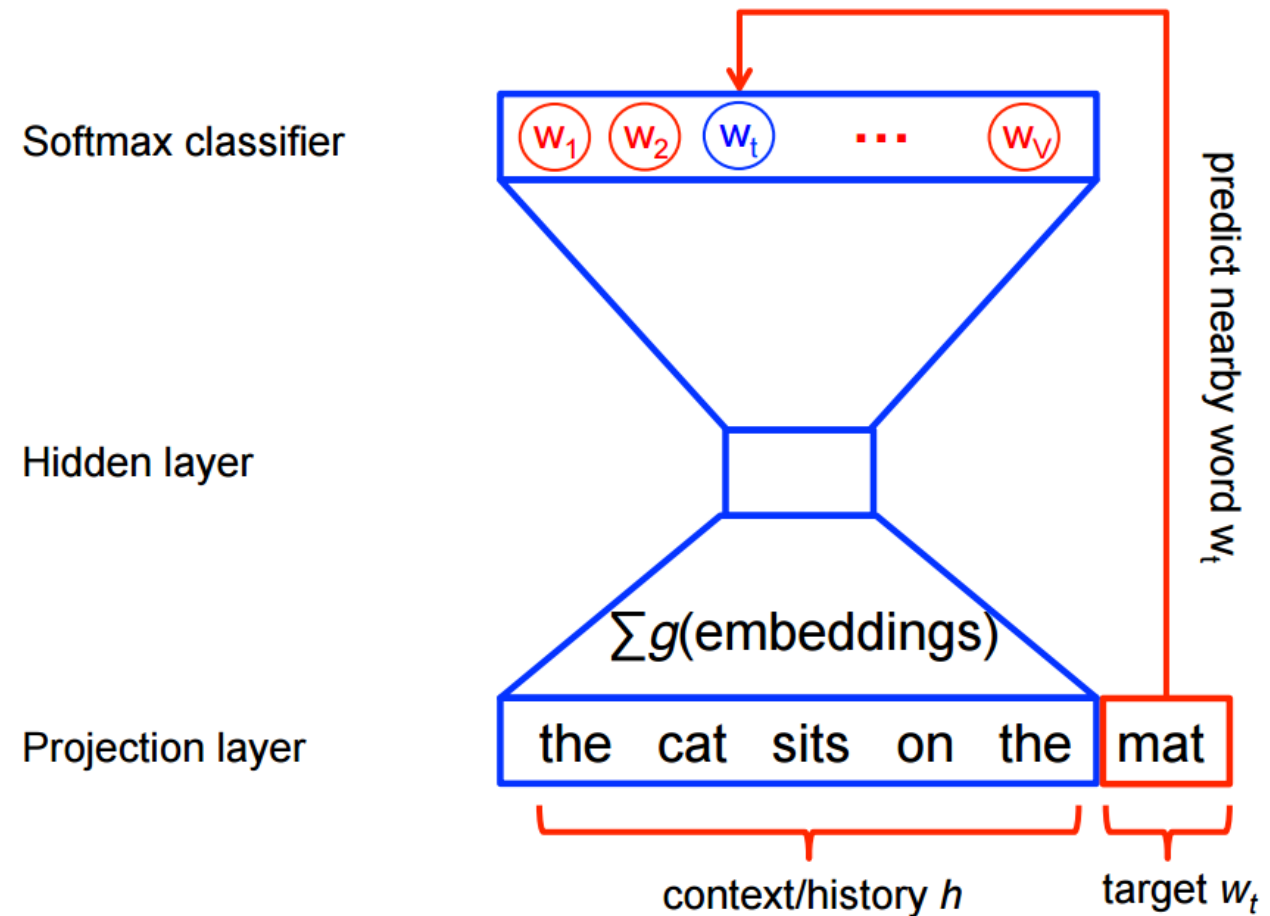 Softmax classifier
w1 w2 wt ... wV
predict nearby word wt
Hidden layer
∑g(embeddings)
Projection layer
the cat sits on the mat
context/history h
target wt